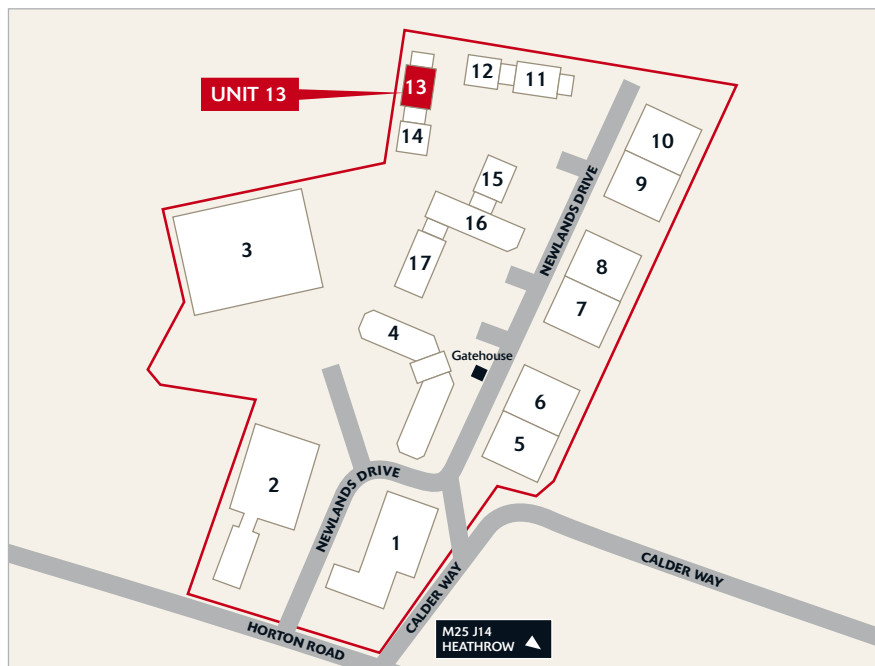 12
11
13
UNIT 13
14
10
9
15
16
NEWLANDS DRIVE
3
17
8
7
4
Gatehouse
6
5
NEWLANDS DRIVE
2
1
CALDER WAY
CALDER WAY
HORTON ROAD
M25 J14
HEATHROW